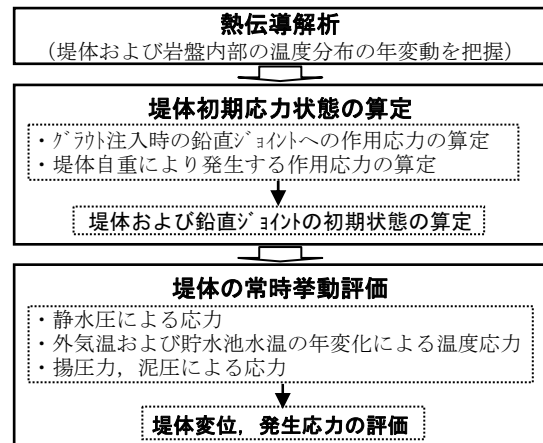 熱伝導解析
(堤体および岩盤内部の温度分布の年変動を把握)
堤体初期応力状態の算定
・ｸﾞﾗｳﾄ注入時の鉛直ｼﾞｮｲﾝﾄへの作用応力の算定
・堤体自重により発生する作用応力の算定
堤体および鉛直ｼﾞｮｲﾝﾄの初期状態の算定
堤体の常時挙動評価
・静水圧による応力
・外気温および貯水池水温の年変化による温度応力
・揚圧力，泥圧による応力
堤体変位，発生応力の評価